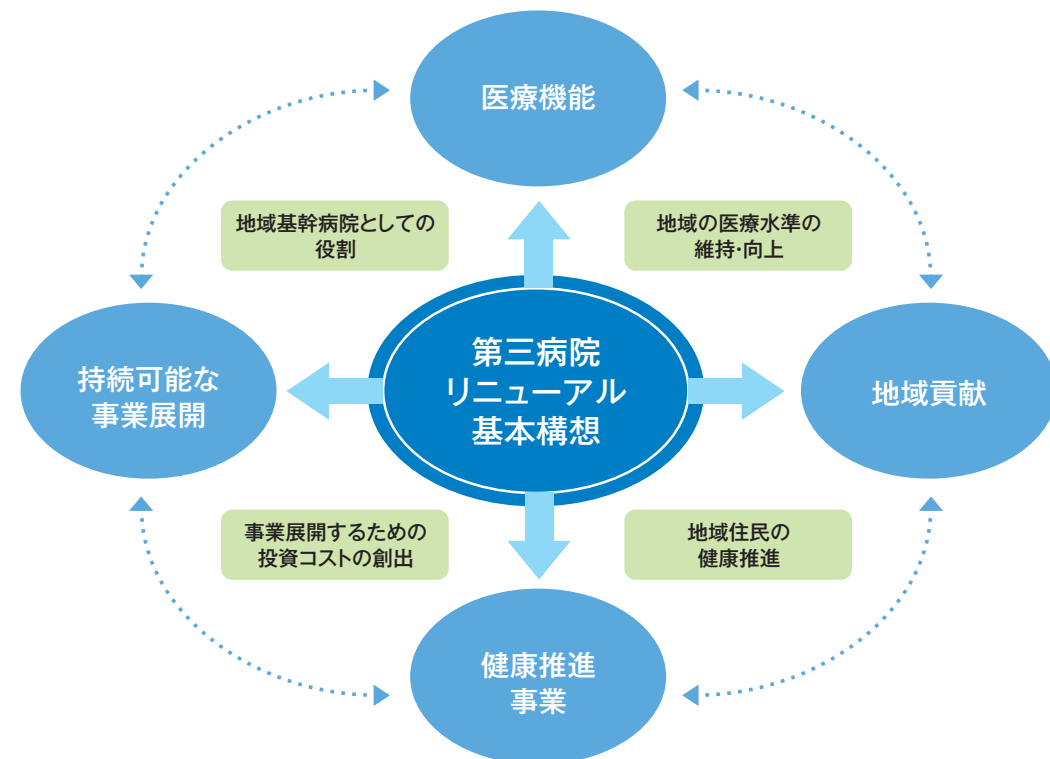 医療機能
地域基幹病院としての
役割
地域の医療水準の
維持・向上
持続可能な
事業展開
第三病院
リニューアル
基本構想
地域貢献
事業展開するための
投資コストの創出
地域住民の
健康推進
健康推進
事業